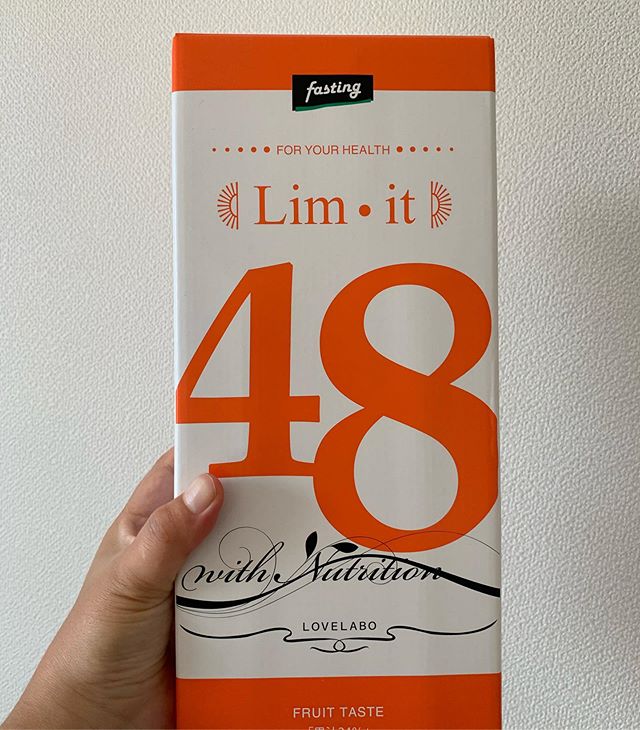 fasting
FOR YOUR HEALTH
Lim•it
48
with Nutrition
LOVELABO
FRUIT TASTE